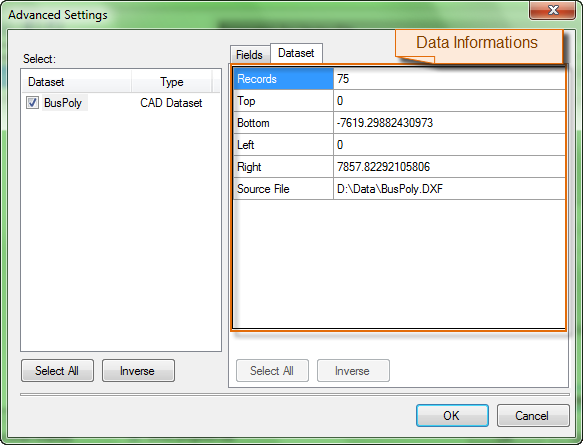 Advanced Settings
Data Informations
Select:
Dataset Type
BusPoly CAD Dataset
Fields Dataset
Records 75
Top 0
Bottom -7619.29882430973
Left 0
Right 7857.82292105806
Source File D:\Data\BusPoly.DXF
Select All Inverse
Select All Inverse
OK Cancel